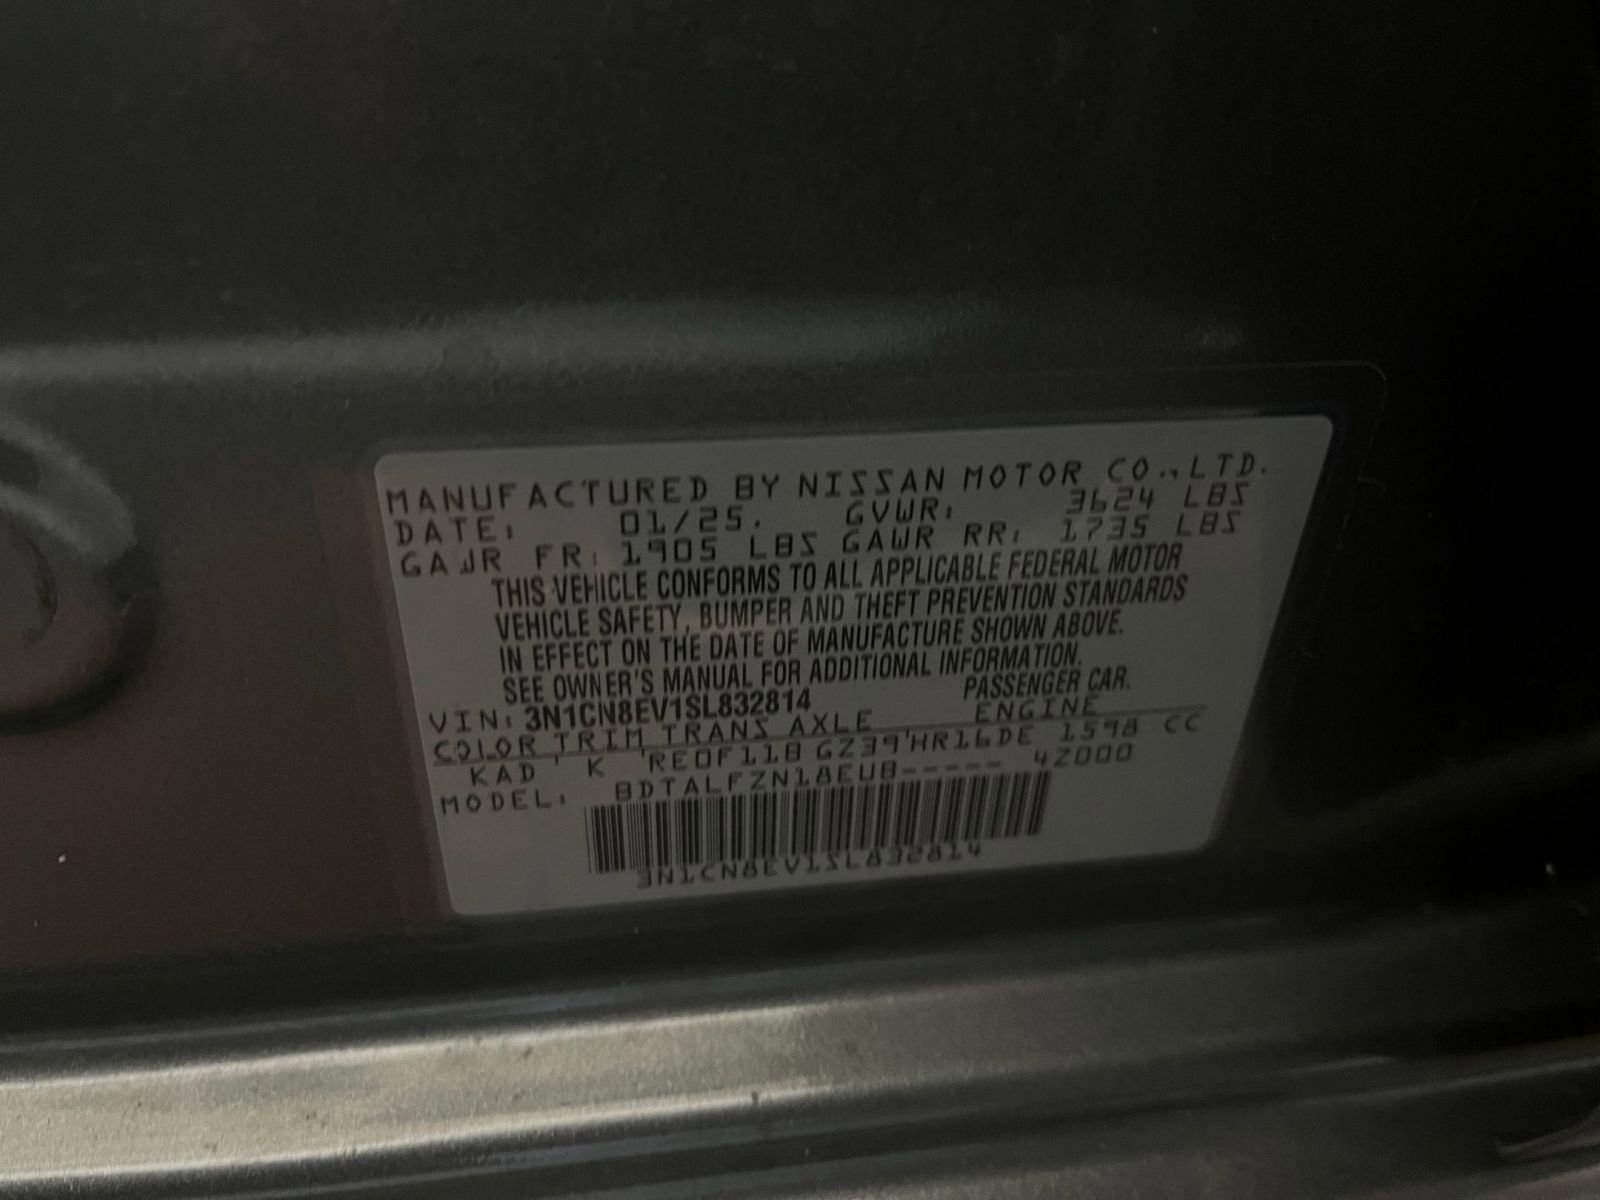 MANUFACTURED BY NISSAN MOTOR CO.,LTD.
DATE: 01/25. GVWR: 3624 LBS
GAWR FR: 1905 LBS GAWR RR: 1735 LBS
THIS VEHICLE CONFORMS TO ALL APPLICABLE FEDERAL MOTOR
VEHICLE SAFETY, BUMPER AND THEFT PREVENTION STANDARDS
IN EFFECT ON THE DATE OF MANUFACTURE SHOWN ABOVE.
SEE OWNER'S MANUAL FOR ADDITIONAL INFORMATION.
VIN: 3N1CN8EV1SL832814 PASSENGER CAR.
COLOR TRIM TRANS AXLE ENGINE
KAD ' K 'RE0F11B GZ39'HR16DE 1598 CC
MODEL: BDTALFZN18EUB----- 4Z000
3N1CN8EV1SL832814